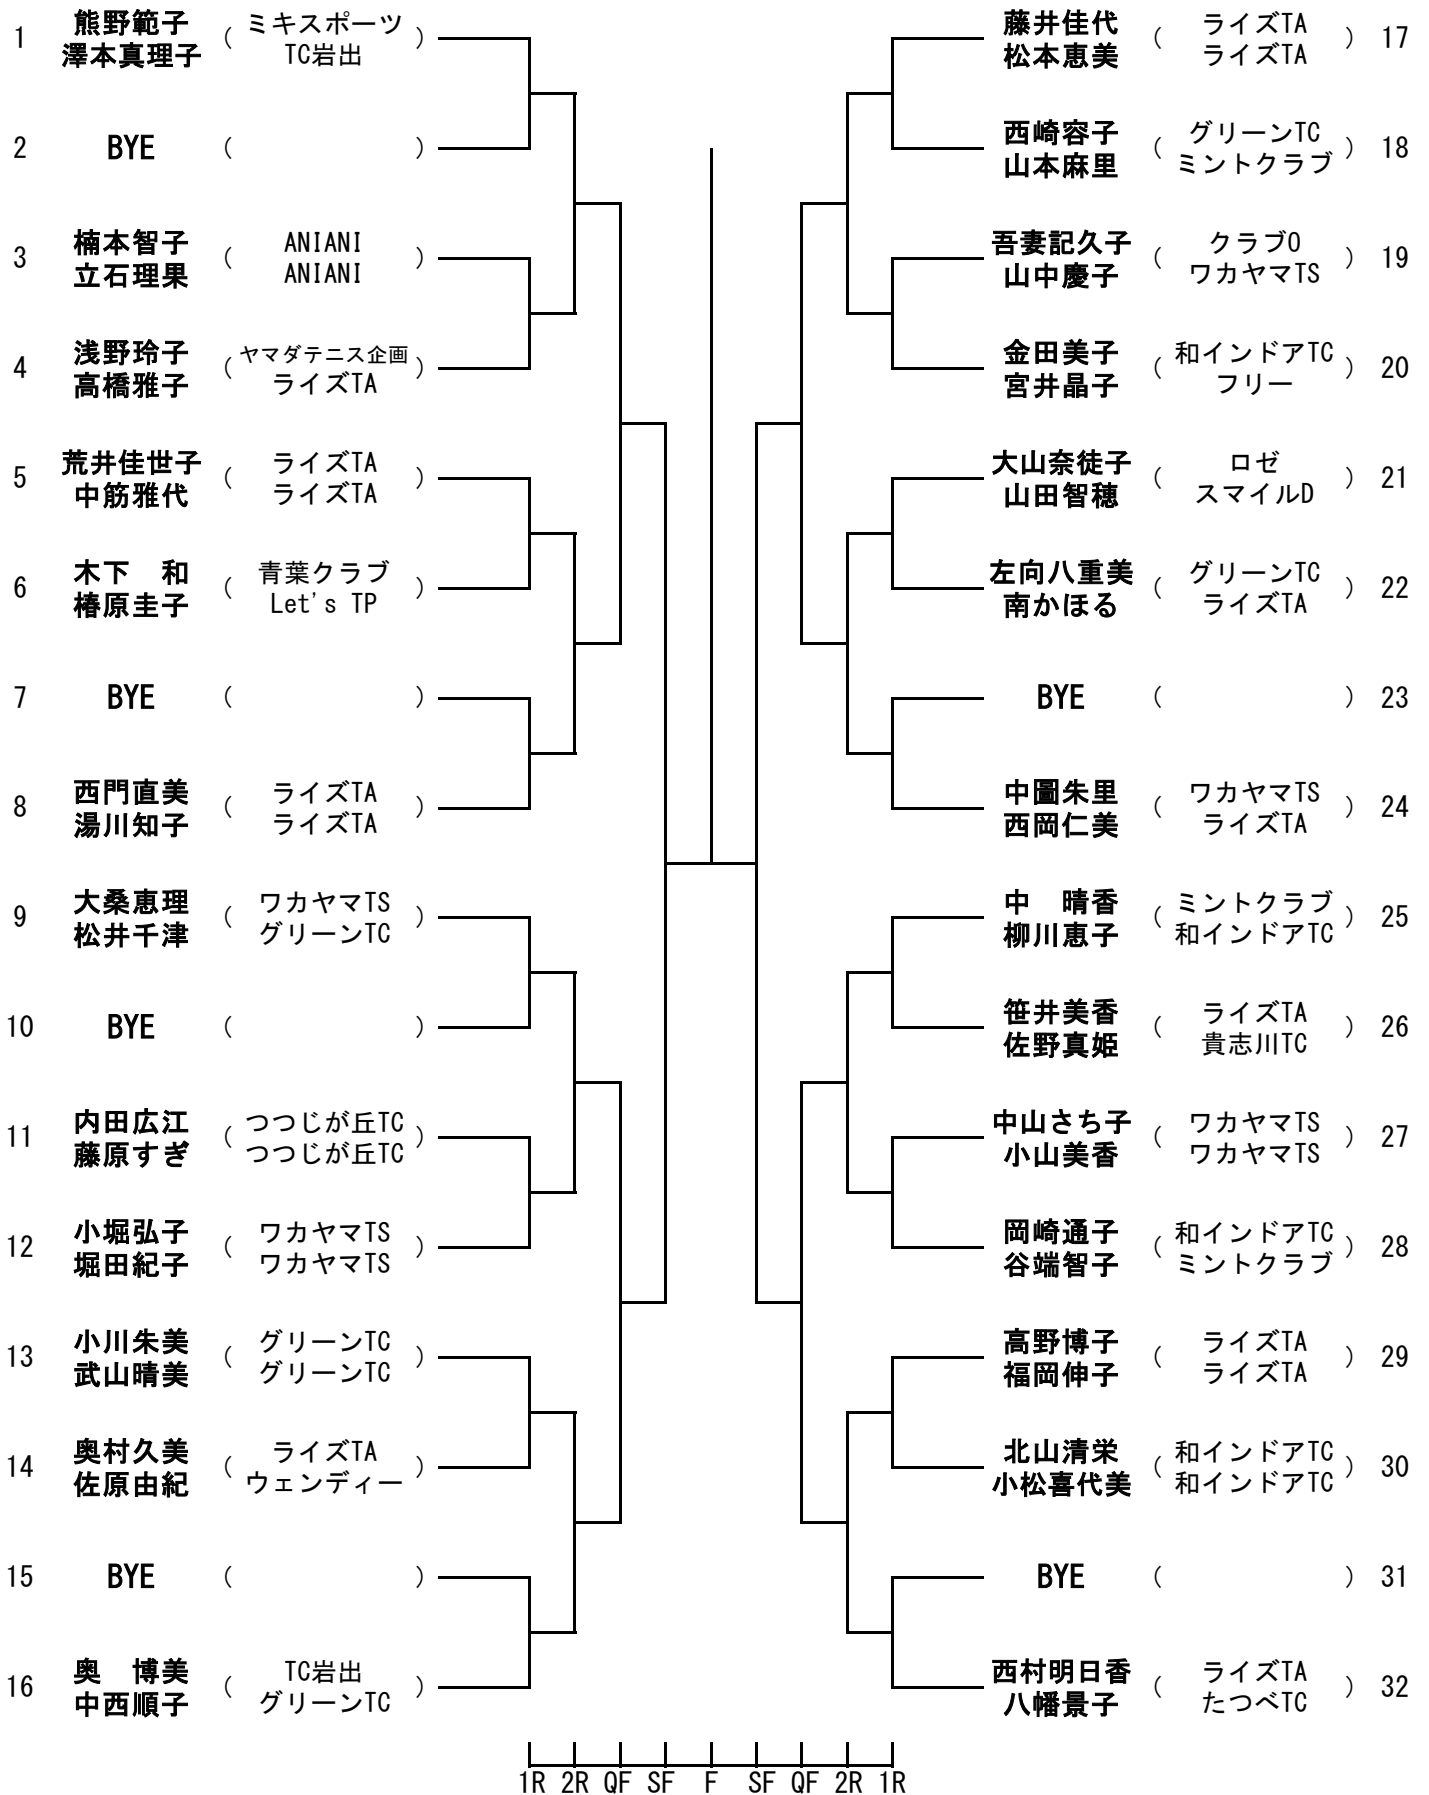 1 熊野範子 ( ミキスポーツ )
澤本真理子 TC岩出
2 BYE ( )
3 楠本智子 ( ANIANI )
立石理果 ANIANI
4 浅野玲子 ( ヤマダテニス企画 )
高橋雅子 ライズTA
5 荒井佳世子 ( ライズTA )
中筋雅代 ライズTA
6 木下　和 ( 青葉クラブ )
椿原圭子 Let's TP
7 BYE ( )
8 西門直美 ( ライズTA )
湯川知子 ライズTA
9 大桑恵理 ( ワカヤマTS )
松井千津 グリーンTC
10 BYE ( )
11 内田広江 ( つつじが丘TC )
藤原すぎ つつじが丘TC
12 小堀弘子 ( ワカヤマTS )
堀田紀子 ワカヤマTS
13 小川朱美 ( グリーンTC )
武山晴美 グリーンTC
14 奥村久美 ( ライズTA )
佐原由紀 ウェンディー
15 BYE ( )
16 奥　博美 ( TC岩出 )
中西順子 グリーンTC
藤井佳代 ( ライズTA ) 17
松本恵美 ライズTA
西崎容子 ( グリーンTC ) 18
山本麻里 ミントクラブ
吾妻記久子 ( クラブO ) 19
山中慶子 ワカヤマTS
金田美子 ( 和インドアTC ) 20
宮井晶子 フリー
大山奈徒子 ( ロゼ ) 21
山田智穂 スマイルD
左向八重美 ( グリーンTC ) 22
南かほる ライズTA
BYE ( ) 23
中圖朱里 ( ワカヤマTS ) 24
西岡仁美 ライズTA
中　晴香 ( ミントクラブ ) 25
柳川恵子 和インドアTC
笹井美香 ( ライズTA ) 26
佐野真姫 貴志川TC
中山さち子 ( ワカヤマTS ) 27
小山美香 ワカヤマTS
岡崎通子 ( 和インドアTC ) 28
谷端智子 ミントクラブ
高野博子 ( ライズTA ) 29
福岡伸子 ライズTA
北山清栄 ( 和インドアTC ) 30
小松喜代美 和インドアTC
BYE ( ) 31
西村明日香 ( ライズTA ) 32
八幡景子 たつべTC
1R 2R QF SF F SF QF 2R 1R